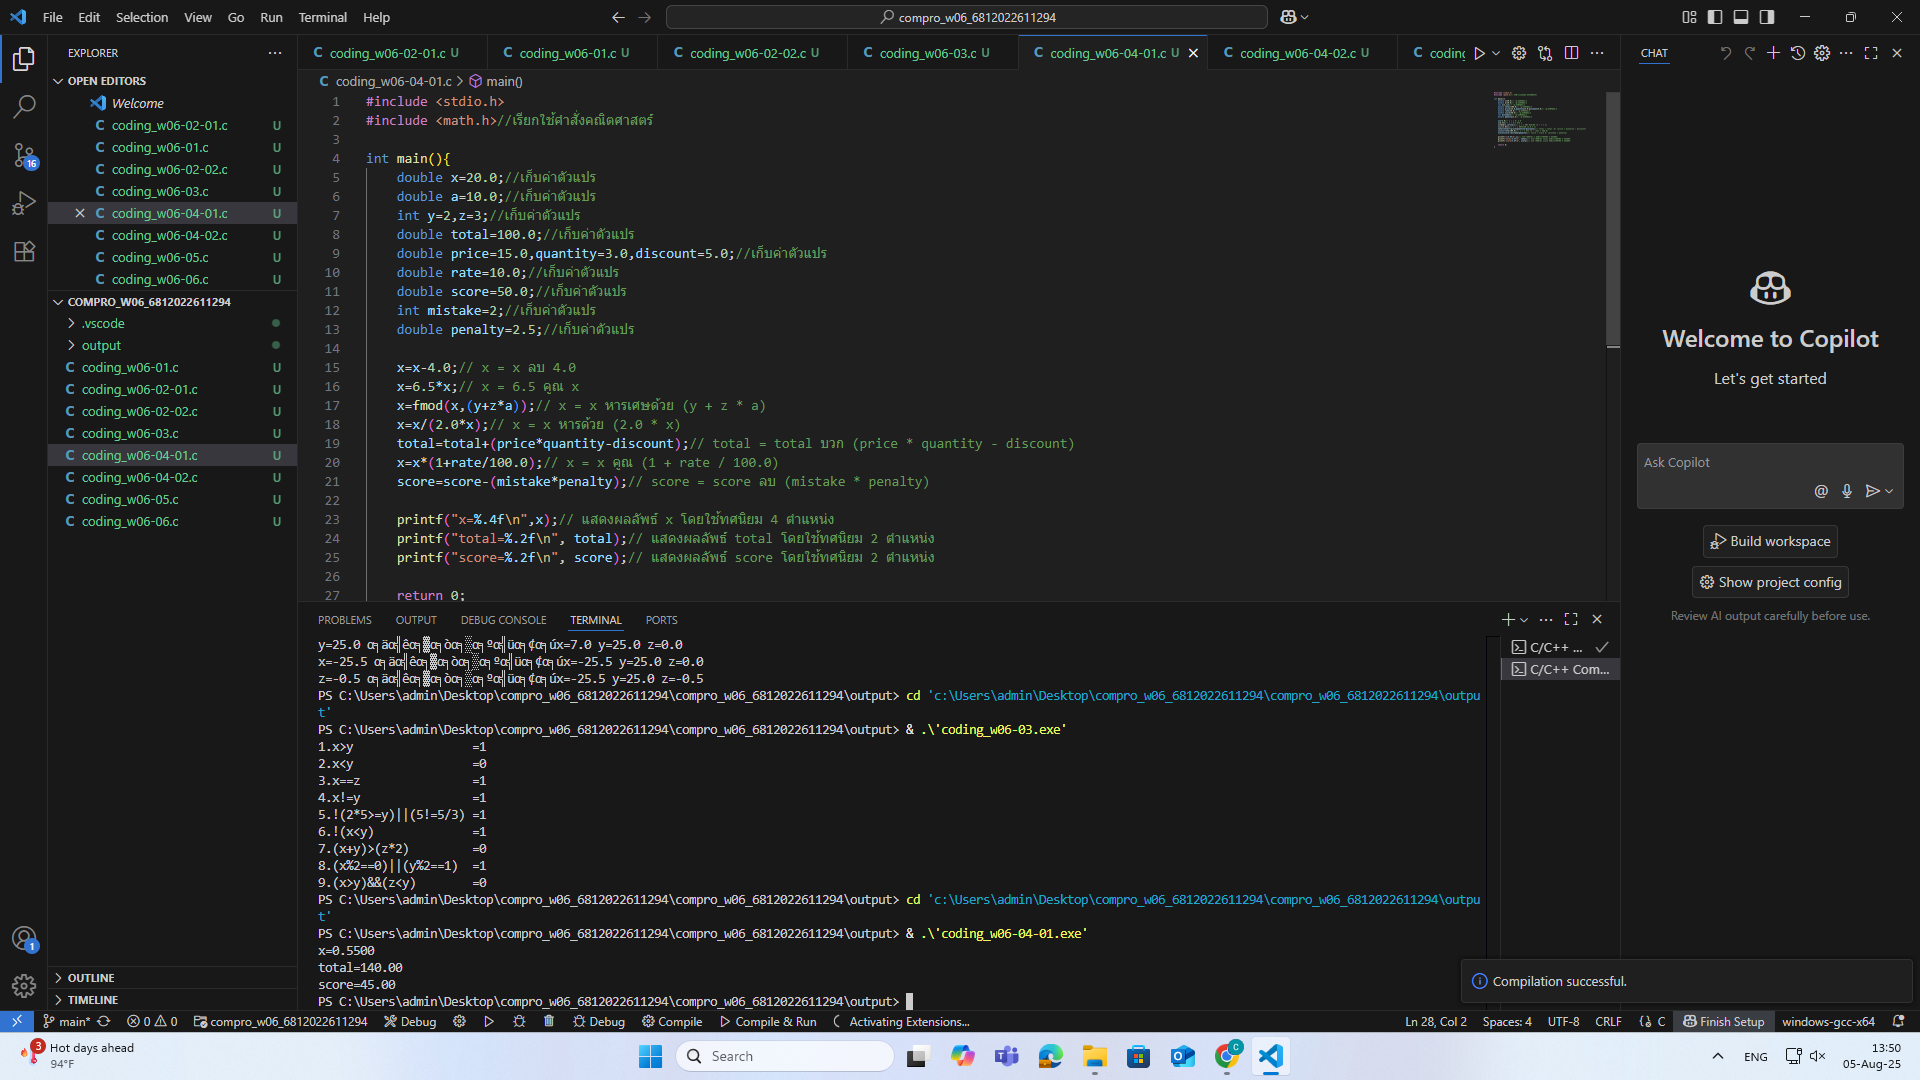 File Edit Selection View Go Run Terminal Help
compro_w06_6812022611294
EXPLORER
OPEN EDITORS
Welcome
coding_w06-02-01.c U
coding_w06-01.c U
coding_w06-02-02.c U
coding_w06-03.c U
coding_w06-04-01.c U
coding_w06-04-02.c U
coding_w06-05.c U
coding_w06-06.c U
COMPRO_W06_6812022611294
.vscode
output
coding_w06-01.c U
coding_w06-02-01.c U
coding_w06-02-02.c U
coding_w06-03.c U
coding_w06-04-01.c U
coding_w06-04-02.c U
coding_w06-05.c U
coding_w06-06.c U
OUTLINE
TIMELINE
16
1
C coding_w06-02-01.c U C coding_w06-01.c U C coding_w06-02-02.c U C coding_w06-03.c U C coding_w06-04-01.c U C coding_w06-04-02.c U C coding
C coding_w06-04-01.c > main()
1 #include <stdio.h>
2 #include <math.h>//เรียกใช้คำสั่งคณิตศาสตร์
3
4 int main(){
5 double x=20.0;//เก็บค่าตัวแปร
6 double a=10.0;//เก็บค่าตัวแปร
7 int y=2,z=3;//เก็บค่าตัวแปร
8 double total=100.0;//เก็บค่าตัวแปร
9 double price=15.0,quantity=3.0,discount=5.0;//เก็บค่าตัวแปร
10 double rate=10.0;//เก็บค่าตัวแปร
11 double score=50.0;//เก็บค่าตัวแปร
12 int mistake=2;//เก็บค่าตัวแปร
13 double penalty=2.5;//เก็บค่าตัวแปร
14
15 x=x-4.0;// x = x ลบ 4.0
16 x=6.5*x;// x = 6.5 คูณ x
17 x=fmod(x,(y+z*a));// x = x หารเศษด้วย (y + z * a)
18 x=x/(2.0*x);// x = x หารด้วย (2.0 * x)
19 total=total+(price*quantity-discount);// total = total บวก (price * quantity - discount)
20 x=x*(1+rate/100.0);// x = x คูณ (1 + rate / 100.0)
21 score=score-(mistake*penalty);// score = score ลบ (mistake * penalty)
22
23 printf("x=%.4f\n",x);// แสดงผลลัพธ์ x โดยใช้ทศนิยม 4 ตำแหน่ง
24 printf("total=%.2f\n", total);// แสดงผลลัพธ์ total โดยใช้ทศนิยม 2 ตำแหน่ง
25 printf("score=%.2f\n", score);// แสดงผลลัพธ์ score โดยใช้ทศนิยม 2 ตำแหน่ง
26
27 return 0;
PROBLEMS OUTPUT DEBUG CONSOLE TERMINAL PORTS
y=25.0 x=7.0 y=25.0 z=0.0
x=-25.5 x=-25.5 y=25.0 z=0.0
z=-0.5 x=-25.5 y=25.0 z=-0.5
PS C:\Users\admin\Desktop\compro_w06_6812022611294\compro_w06_6812022611294\output> cd 'c:\Users\admin\Desktop\compro_w06_6812022611294\compro_w06_6812022611294\outpu
t'
PS C:\Users\admin\Desktop\compro_w06_6812022611294\compro_w06_6812022611294\output> & .\'coding_w06-03.exe'
1.x>y =1
2.x<y =0
3.x==z =1
4.x!=y =1
5.!(2*5>=y)||(5!=5/3) =1
6.!(x<y) =1
7.(x+y)>(z*2) =0
8.(x%2==0)||(y%2==1) =1
9.(x>y)&&(z<y) =0
PS C:\Users\admin\Desktop\compro_w06_6812022611294\compro_w06_6812022611294\output> cd 'c:\Users\admin\Desktop\compro_w06_6812022611294\compro_w06_6812022611294\outpu
t'
PS C:\Users\admin\Desktop\compro_w06_6812022611294\compro_w06_6812022611294\output> & .\'coding_w06-04-01.exe'
x=0.5500
total=140.00
score=45.00
PS C:\Users\admin\Desktop\compro_w06_6812022611294\compro_w06_6812022611294\output>
C/C++ ...
C/C++ Com...
CHAT
Welcome to Copilot
Let's get started
Ask Copilot
Build workspace
Show project config
Review AI output carefully before use.
Compilation successful.
main* 0 0 compro_w06_6812022611294 Debug Debug Compile Compile & Run Activating Extensions... Ln 28, Col 2 Spaces: 4 UTF-8 CRLF {} C Finish Setup windows-gcc-x64
3
Hot days ahead
94°F
Search
C
ENG
13:50
05-Aug-25